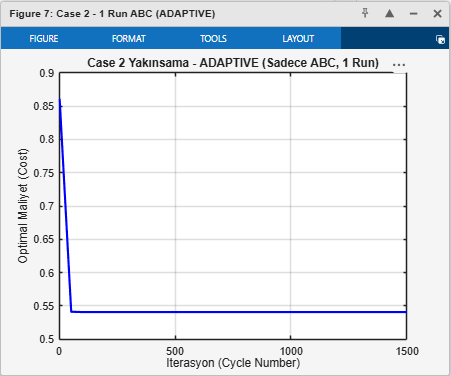 Figure 7: Case 2 - 1 Run ABC (ADAPTIVE)
FIGURE FORMAT TOOLS LAYOUT
Case 2 Yakınsama - ADAPTIVE (Sadece ABC, 1 Run)
Optimal Maliyet (Cost)
0.9
0.85
0.8
0.75
0.7
0.65
0.6
0.55
0.5
0 500 1000 1500
Iterasyon (Cycle Number)